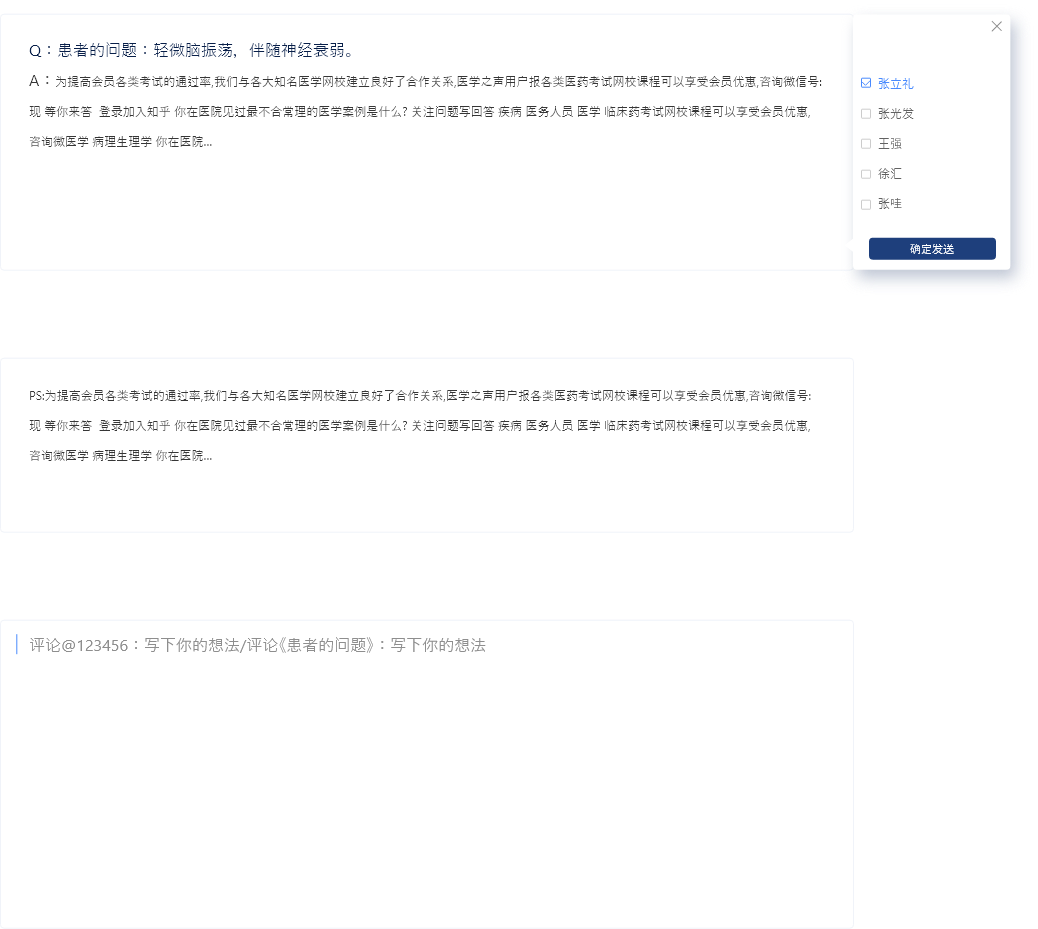 Q：患者的问题：轻微脑振荡，伴随神经衰弱。
A：为提高会员各类考试的通过率,我们与各大知名医学网校建立良好了合作关系,医学之声用户报各类医药考试网校课程可以享受会员优惠,咨询微信号:
现 等你来答  登录加入知乎 你在医院见过最不合常理的医学案例是什么? 关注问题写回答 疾病 医务人员 医学 临床药考试网校课程可以享受会员优惠,
咨询微医学 病理生理学 你在医院...
张立礼
张光发
王强
徐汇
张哇
确定发送
PS:为提高会员各类考试的通过率,我们与各大知名医学网校建立良好了合作关系,医学之声用户报各类医药考试网校课程可以享受会员优惠,咨询微信号:
现 等你来答  登录加入知乎 你在医院见过最不合常理的医学案例是什么? 关注问题写回答 疾病 医务人员 医学 临床药考试网校课程可以享受会员优惠,
咨询微医学 病理生理学 你在医院...
评论@123456：写下你的想法/评论《患者的问题》：写下你的想法